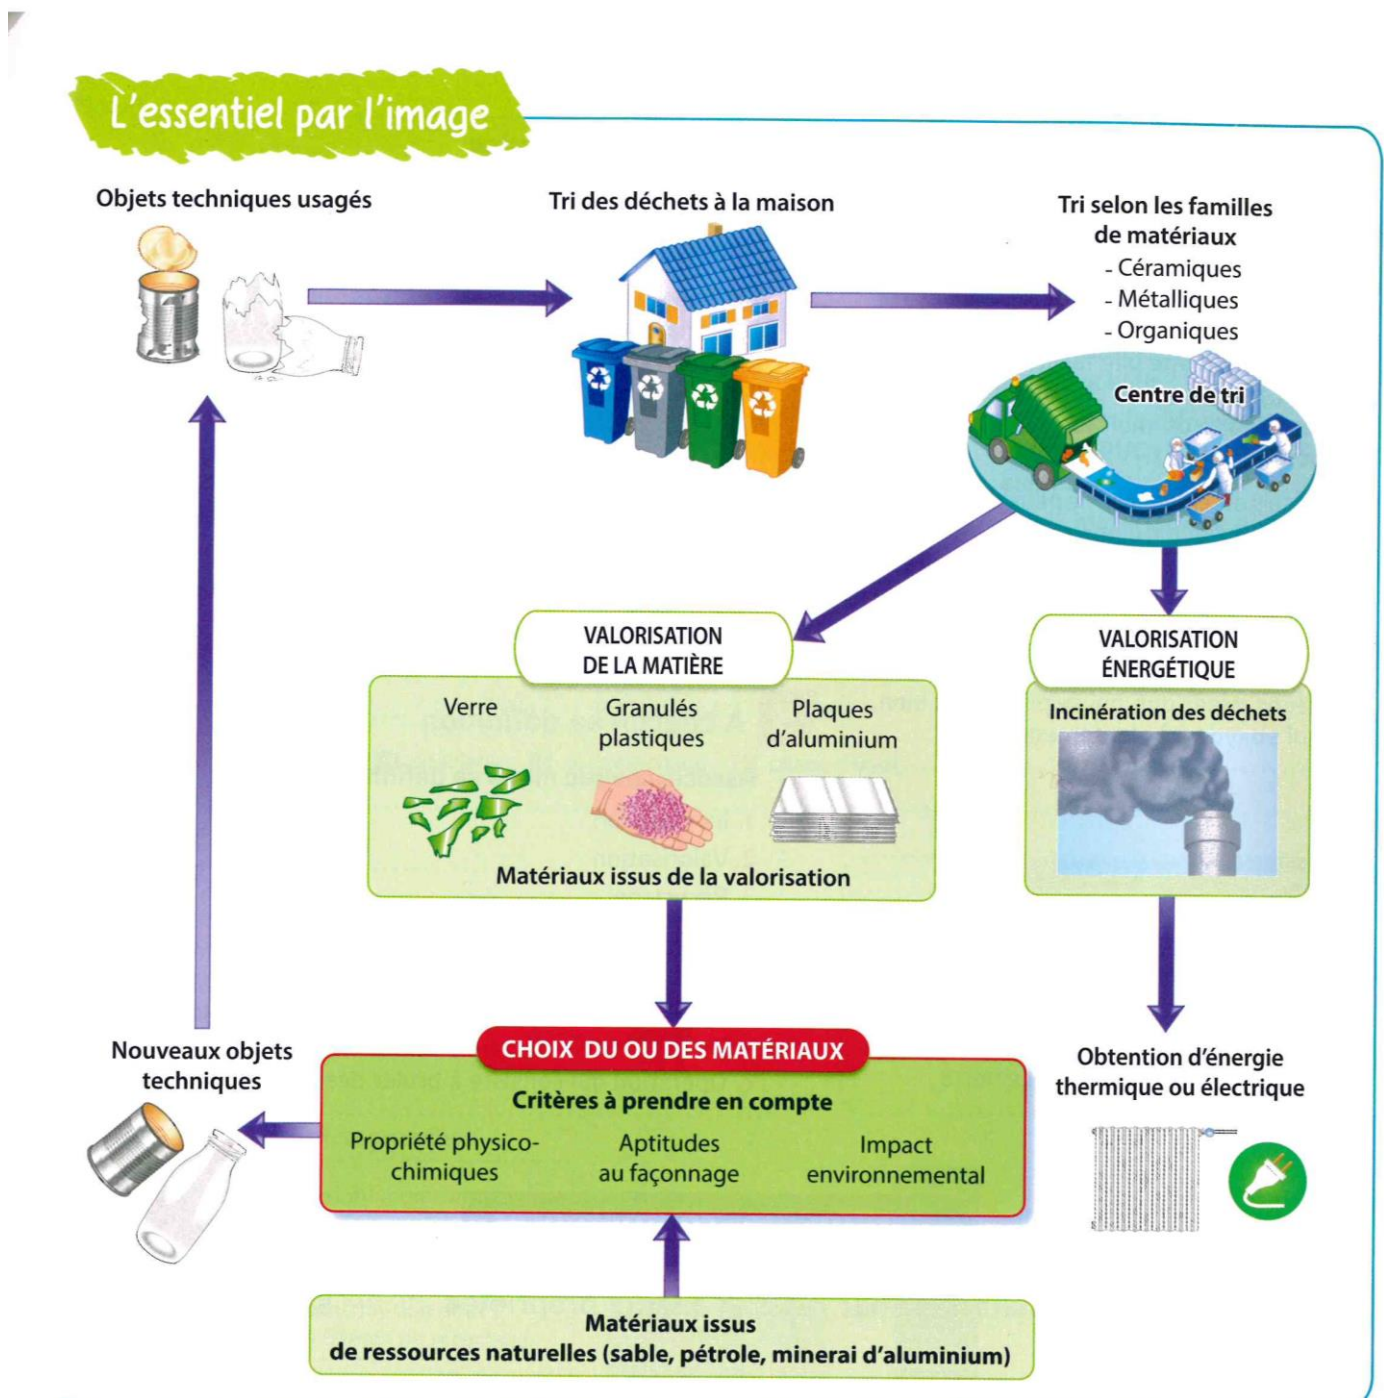 L'essentiel par l'image
Objets techniques usagés
Tri des déchets à la maison
Tri selon les familles
de matériaux
- Céramiques
- Métalliques
- Organiques
Centre de tri
VALORISATION
DE LA MATIÈRE
Verre
Granulés
plastiques
Plaques
d'aluminium
Matériaux issus de la valorisation
VALORISATION
ÉNERGÉTIQUE
Incinération des déchets
Obtention d'énergie
thermique ou électrique
CHOIX DU OU DES MATÉRIAUX
Critères à prendre en compte
Propriété physico-
chimiques
Aptitudes
au façonnage
Impact
environnemental
Nouveaux objets
techniques
Matériaux issus
de ressources naturelles (sable, pétrole, minerai d'aluminium)